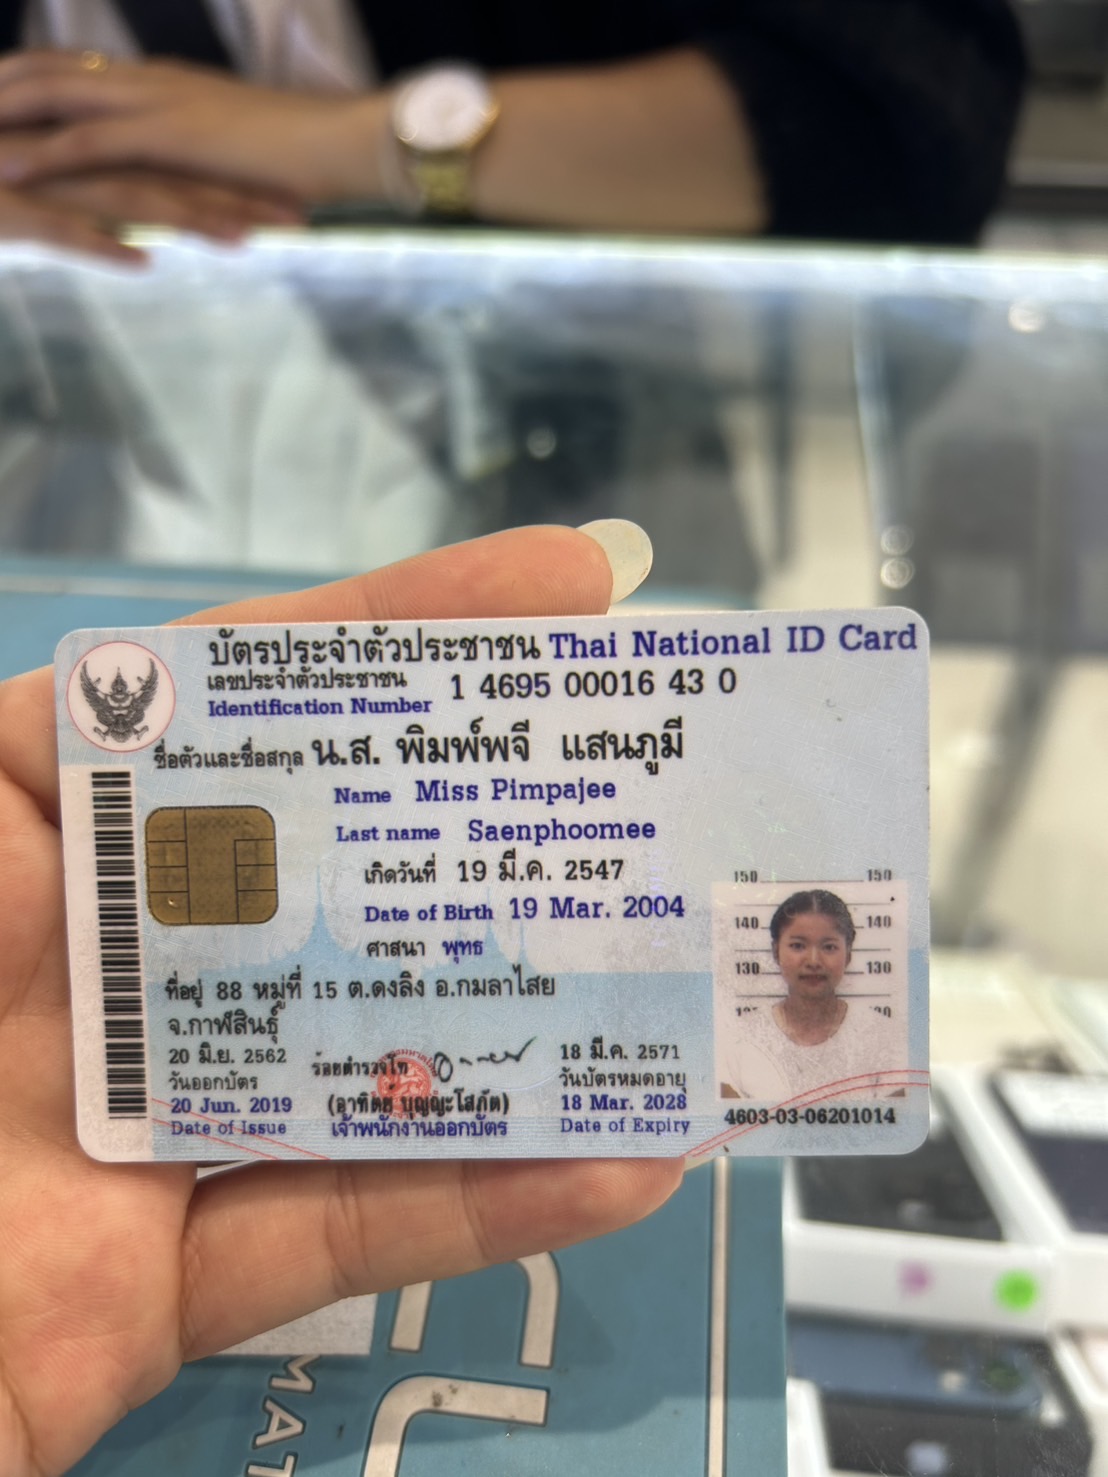 บัตรประจำตัวประชาชน Thai National ID Card
เลขประจำตัวประชาชน
Identification Number
1 4695 00016 43 0
ชื่อตัวและชื่อสกุล น.ส. พิมพ์พจี แสนภูมี
Name Miss Pimpajee
Last name Saenphoomee
เกิดวันที่ 19 มี.ค. 2547
Date of Birth 19 Mar. 2004
ศาสนา พุทธ
ที่อยู่ 88 หมู่ที่ 15 ต.ดงลิง อ.กมลาไสย
จ.กาฬสินธุ์
20 มิ.ย. 2562
วันออกบัตร
20 Jun. 2019
Date of Issue
ร้อยตำรวจโท
(อาทิตย์ บุญญะโสภัต)
เจ้าพนักงานออกบัตร
18 มี.ค. 2571
วันบัตรหมดอายุ
18 Mar. 2028
Date of Expiry
150 150
140 140
130 130
4603-03-06201014